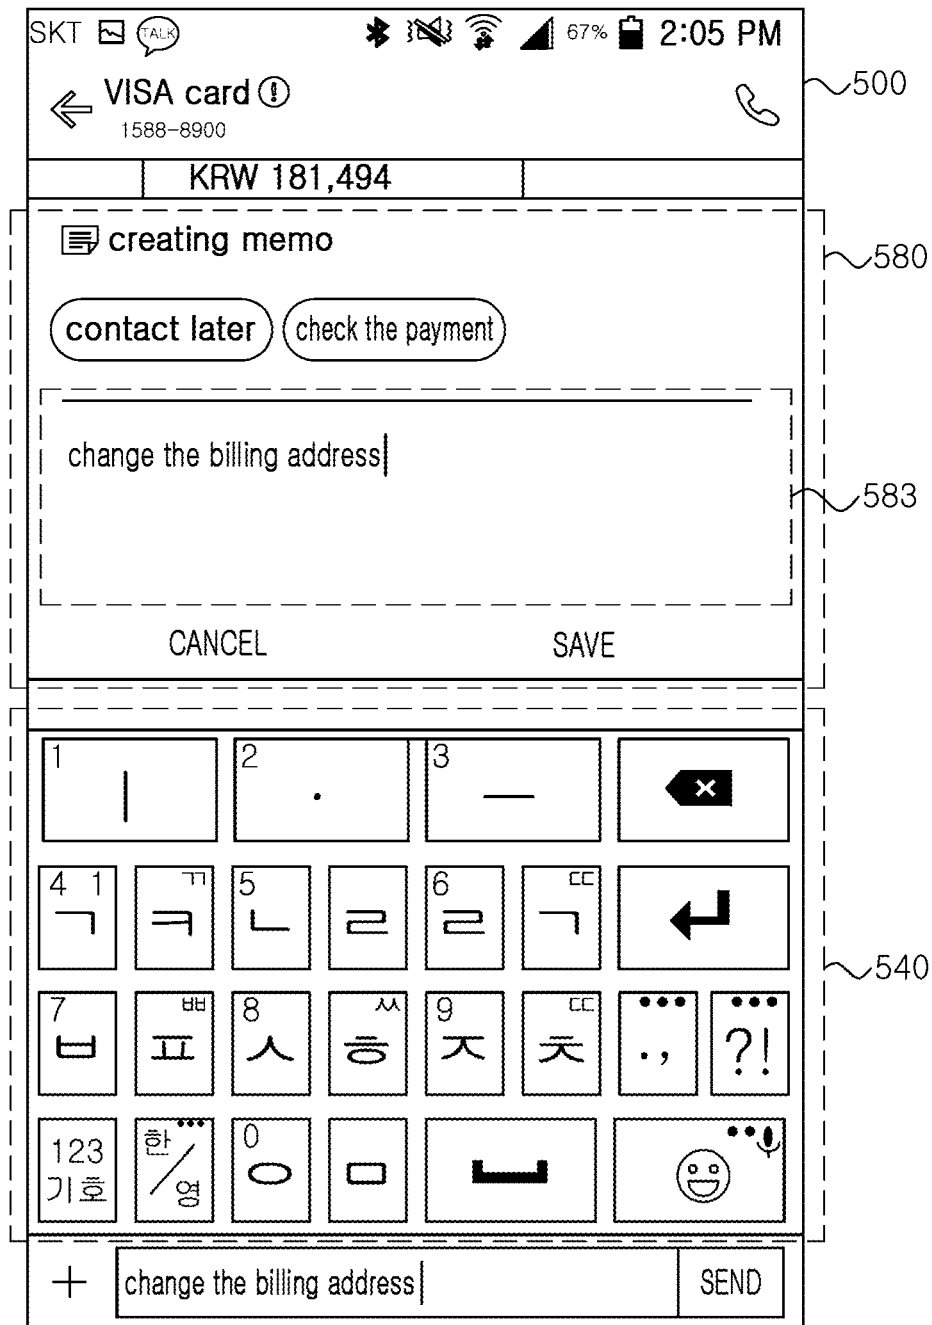 SKT TALK 67% 2:05 PM
VISA card
1588-8900
500
KRW 181,494
creating memo
580
contact later check the payment
change the billing address
583
CANCEL SAVE
1 ㅣ 2 · 3 ㅡ
4 1 ㄱ ㄲ ㅋ 5 ㄴ ㄹ 6 ㄹ ㄸ ㄱ
540
7 ㅂ ㅃ ㅍ 8 ㅅ ㅆ ㅎ 9 ㅈ ㄸ ㅊ ., ?!
123 기호 한/영 0 ㅇ ㅁ
+ change the billing address SEND